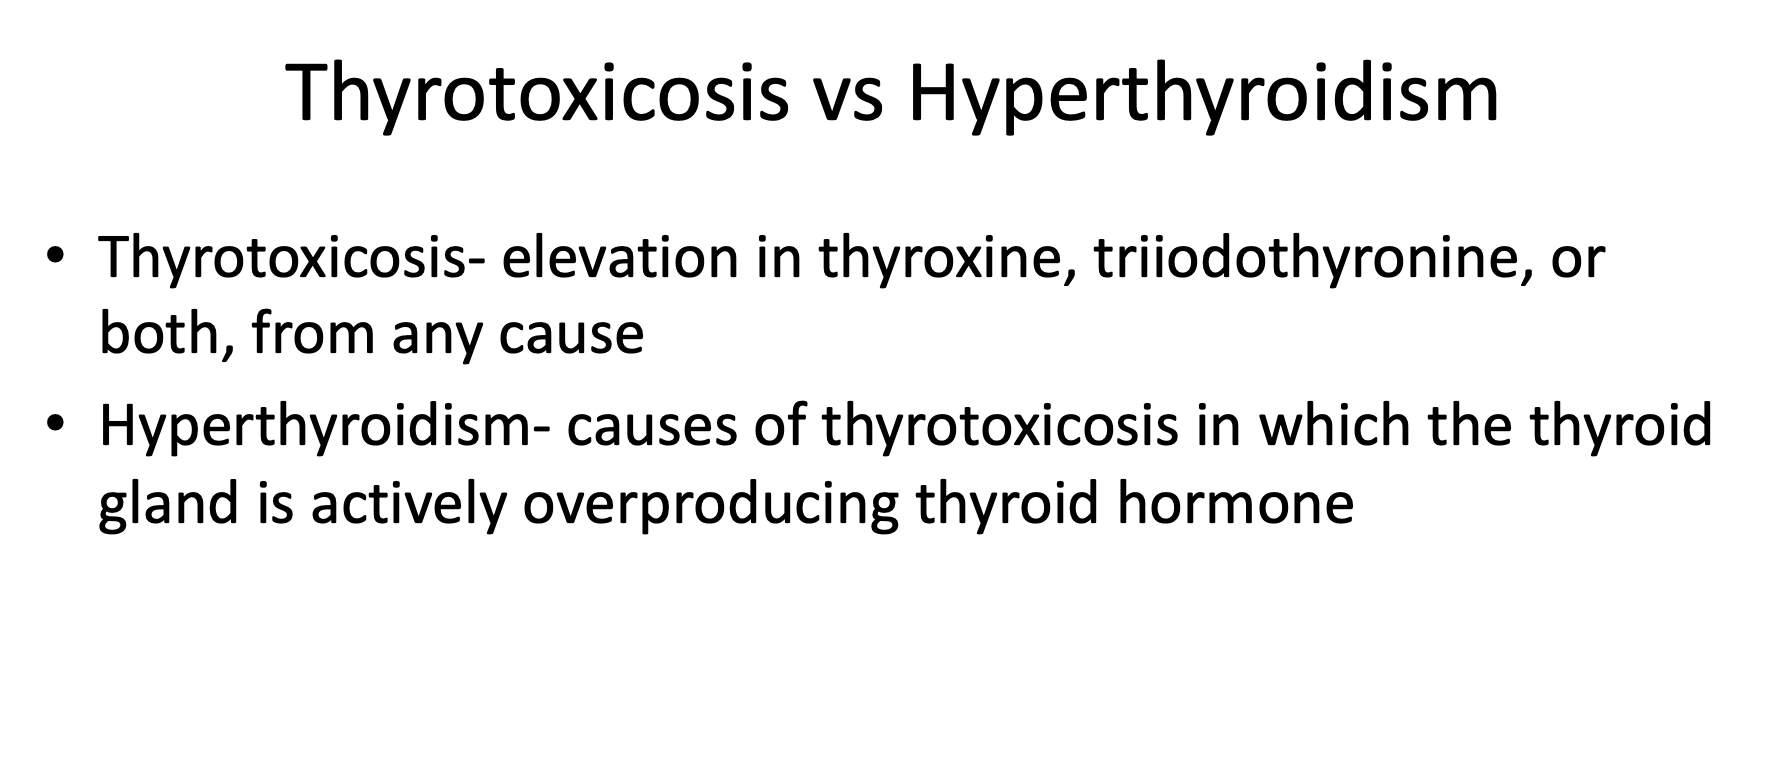 Thyrotoxicosis vs Hyperthyroidism
• Thyrotoxicosis- elevation in thyroxine, triiodothyronine, or
both, from any cause
• Hyperthyroidism- causes of thyrotoxicosis in which the thyroid
gland is actively overproducing thyroid hormone